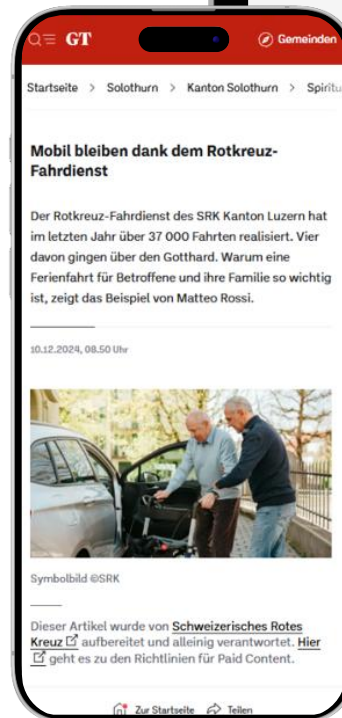 GT Gemeinden
Startseite > Solothurn > Kanton Solothurn > Spiritu
Mobil bleiben dank dem Rotkreuz-
Fahrdienst
Der Rotkreuz-Fahrdienst des SRK Kanton Luzern hat
im letzten Jahr über 37 000 Fahrten realisiert. Vier
davon gingen über den Gotthard. Warum eine
Ferienfahrt für Betroffene und ihre Familie so wichtig
ist, zeigt das Beispiel von Matteo Rossi.
10.12.2024, 08.50 Uhr
Symbolbild ©SRK
Dieser Artikel wurde von Schweizerisches Rotes
Kreuz aufbereitet und alleinig verantwortet. Hier
geht es zu den Richtlinien für Paid Content.
Zur Startseite Teilen